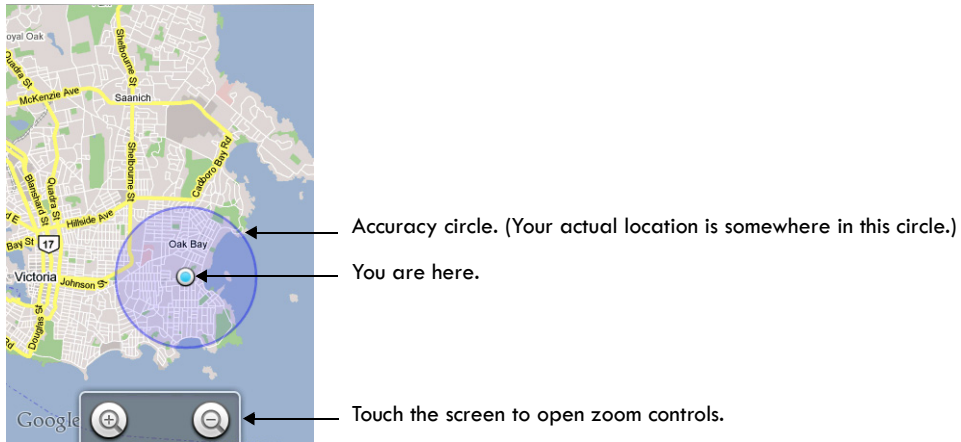 oyal Oak
Quadra St
McKenzie Ave
Shelbourne St
Saanich
Cadboro Bay Rd
Shelbourne St
Blanshard St
Quadra St
Hillside Ave
d E
Bay St
17
Oak Bay
Victoria
Johnson St
Douglas St
Rd
Google
Accuracy circle. (Your actual location is somewhere in this circle.)
You are here.
Touch the screen to open zoom controls.